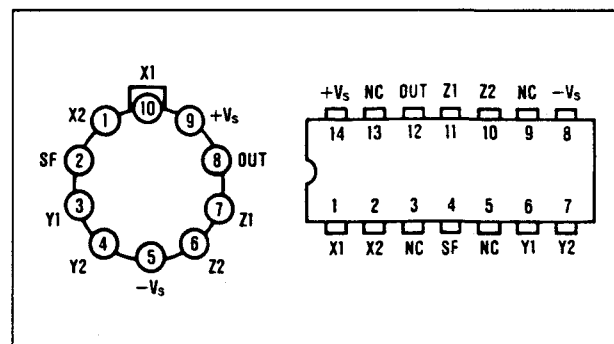 X1
X2 10 +Vs
1 9
SF 2 8 OUT
Y1 3 7 Z1
Y2 4 5 6 Z2
-Vs
+Vs NC OUT Z1 Z2 NC -Vs
14 13 12 11 10 9 8
1 2 3 4 5 6 7
X1 X2 NC SF NC Y1 Y2